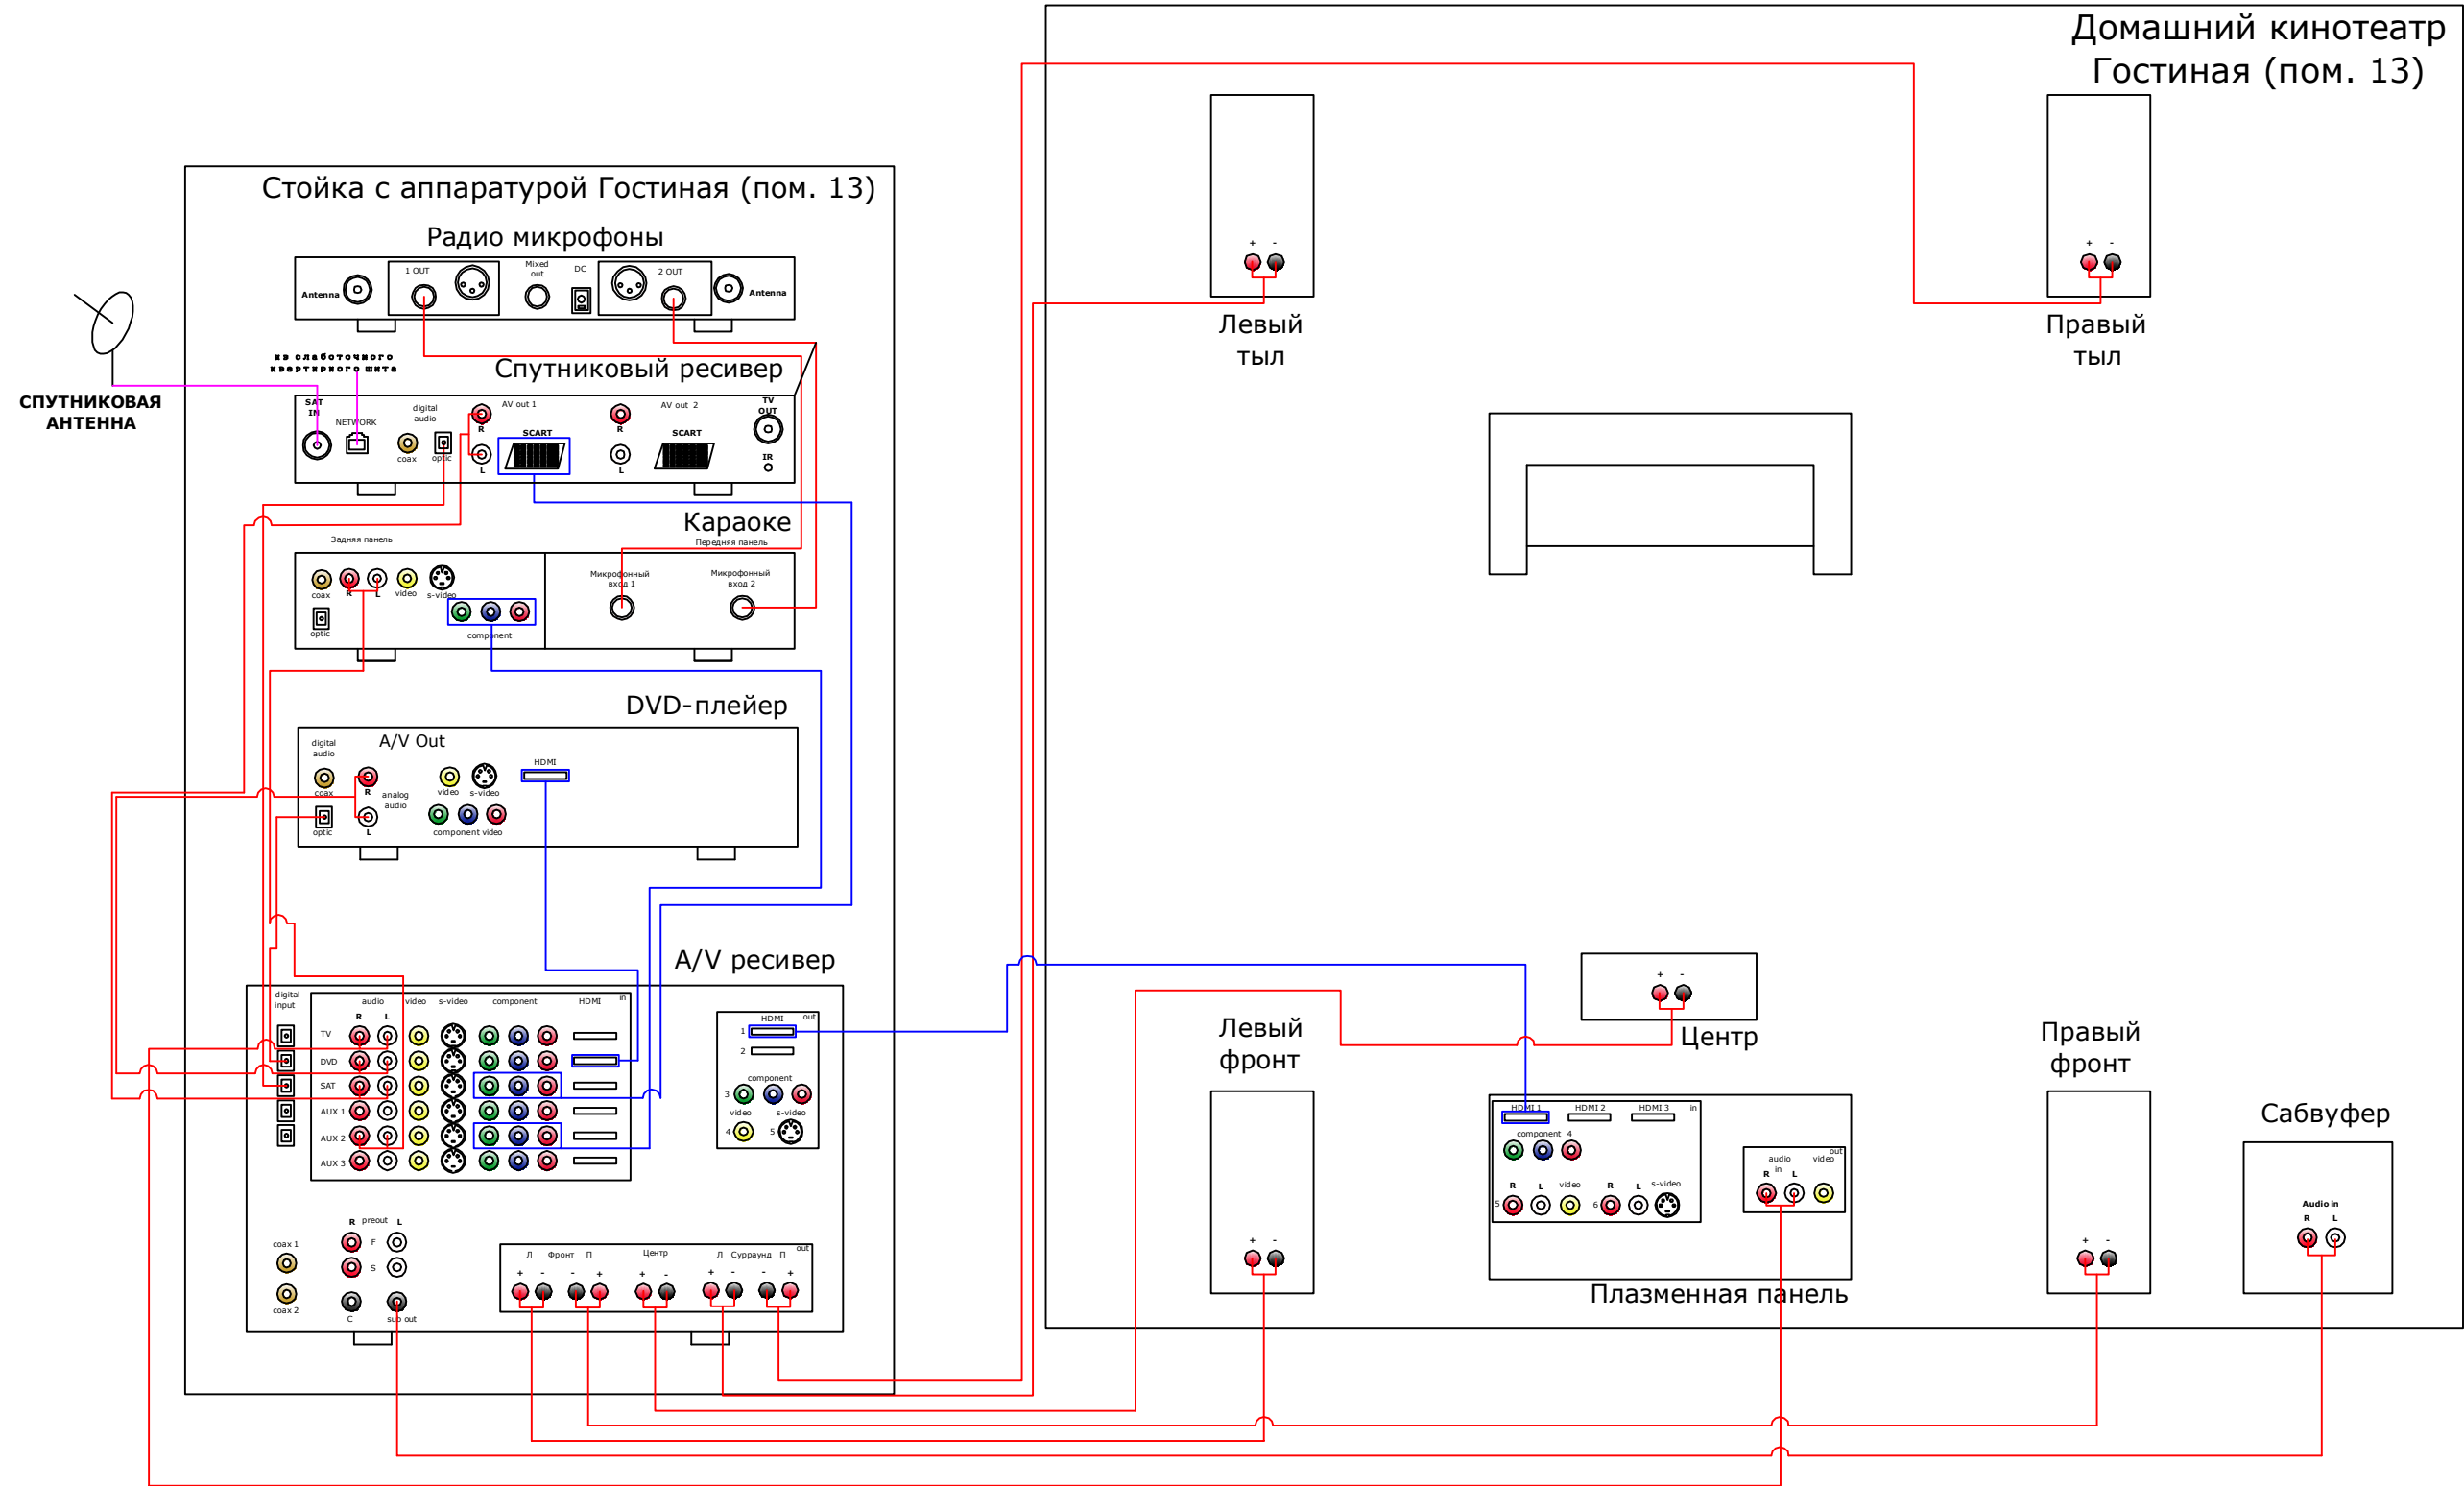 Домашний кинотеатр
Гостиная (пом. 13)
Стойка с аппаратурой Гостиная (пом. 13)
Радио микрофоны
Antenna
1 OUT
Mixed
out
DC
2 OUT
Antenna
СПУТНИКОВАЯ
АНТЕННА
из слаботочного
квартирного щита
Спутниковый ресивер
SAT
IN
NETWORK
digital
audio
coax
optic
AV out 1
R
L
SCART
AV out 2
R
L
SCART
TV
OUT
IR
Караоке
Задняя панель
Передняя панель
coax
R
L
video
s-video
optic
component
Микрофонный
вход 1
Микрофонный
вход 2
DVD-плейер
digital
audio
A/V Out
coax
R
analog
audio
optic
L
video
s-video
HDMI
component video
A/V ресивер
digital
input
audio
video
s-video
component
HDMI
in
R
L
TV
DVD
SAT
AUX 1
AUX 2
AUX 3
HDMI
out
1
2
component
3
video
s-video
4
5
coax 1
coax 2
R
preout
L
F
S
C
sub out
Л
Фронт
П
Центр
Л
Сурраунд
П
out
+
-
-
+
+
-
+
-
-
+
+
-
Левый
тыл
+
-
Правый
тыл
+
-
Центр
Левый
фронт
+
-
Правый
фронт
+
-
HDMI 1
HDMI 2
HDMI 3
in
component 4
R
L
video
R
L
s-video
5
6
audio
in
video
out
R
L
Плазменная панель
Сабвуфер
Audio in
R
L